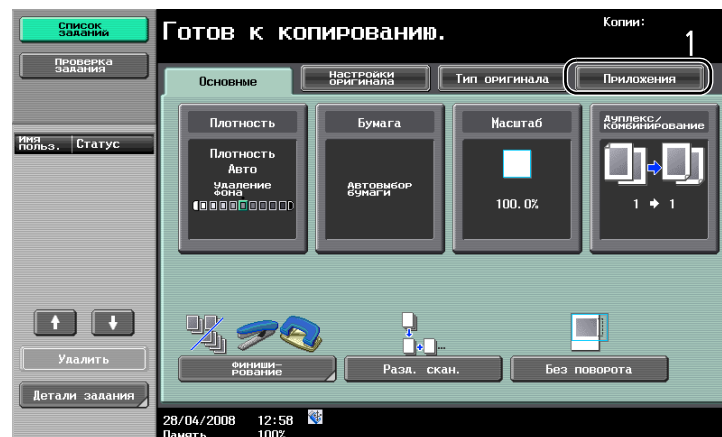 Список
задания
Готов к копированию.
Копии:
1
Проверка
задания
Основные
Настройки
оригинала
Тип оригинала
Приложения
Имя
польз.
Статус
Плотность
Бумага
Масштаб
Дуплекс/
комбинирование
Плотность
Авто
Удаление
фона
Автовыбор
бумаги
100.0%
1 → 1
Удалить
Детали задания
Финиши-
рование
Разд. скан.
Без поворота
28/04/2008 12:58
Память 100%